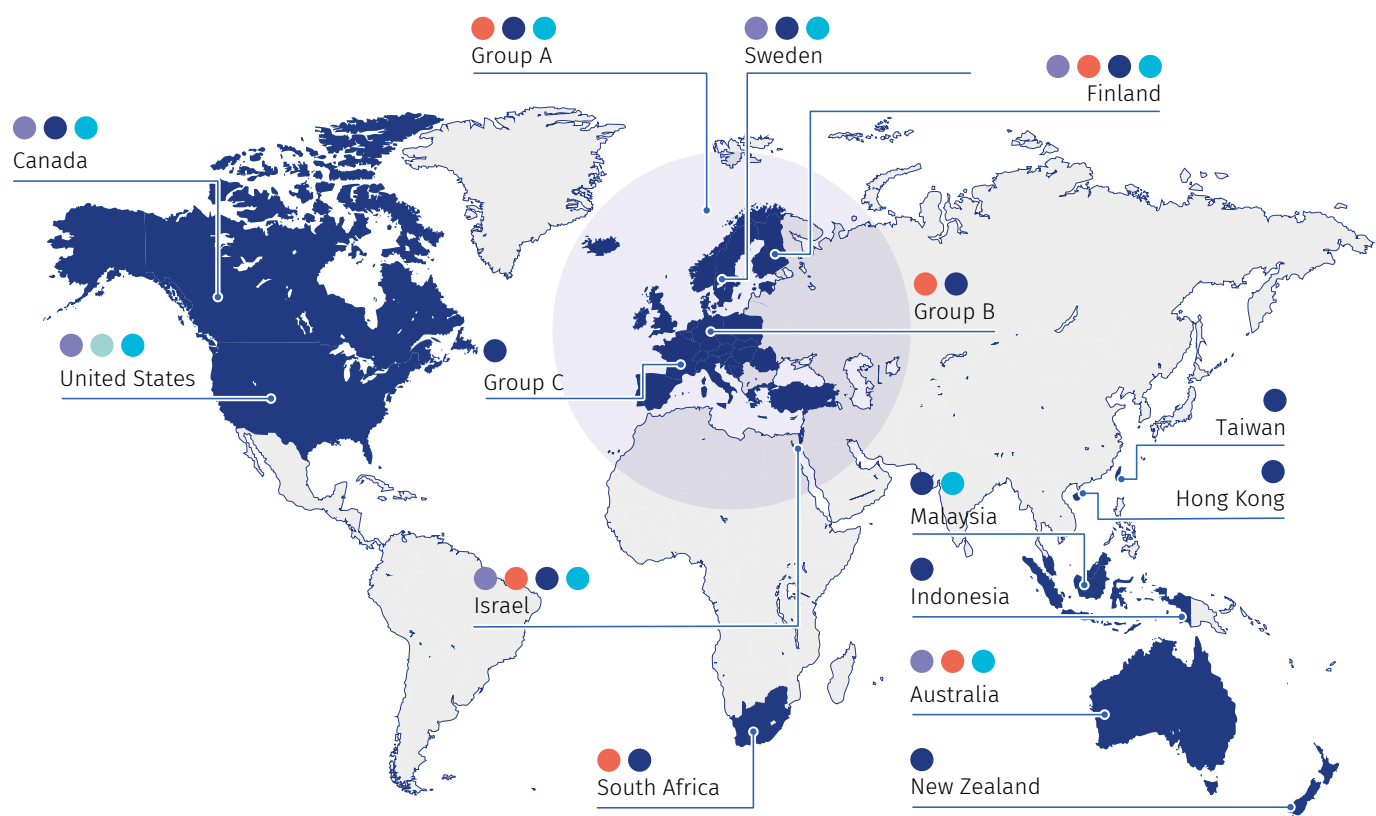 Group A
Sweden
Finland
Canada
Group B
United States
Group C
Taiwan
Hong Kong
Malaysia
Israel
Indonesia
Australia
South Africa
New Zealand